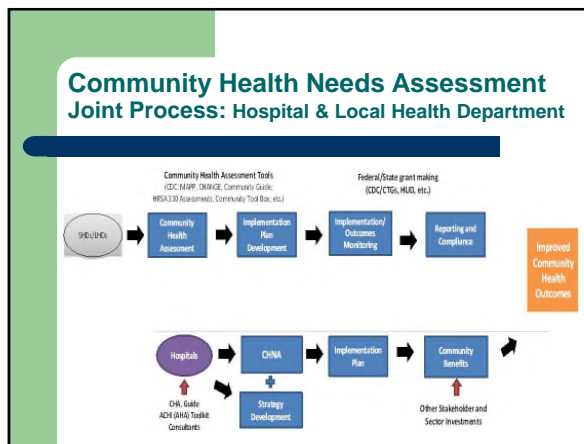 Community Health Needs Assessment
Joint Process: Hospital & Local Health Department
Community Health Assessment Tools
(CDC: MAPP, CHANGE, Community Guide;
HRSA 330 Assessments; Community Tool Box; etc.)
Federal/State grant making
(CDC/CTGs, HUD, etc.)
SHDs/LHDs
Community
Health
Assessment
Implementation
Plan
Development
Implementation/
Outcomes
Monitoring
Reporting and
Compliance
Improved
Community
Health
Outcomes
Hospitals
CHNA
Implementation
Plan
Community
Benefits
Strategy
Development
CHA, Guide
ACHI (AHA) Toolkit
Consultants
Other Stakeholder and
Sector Investments